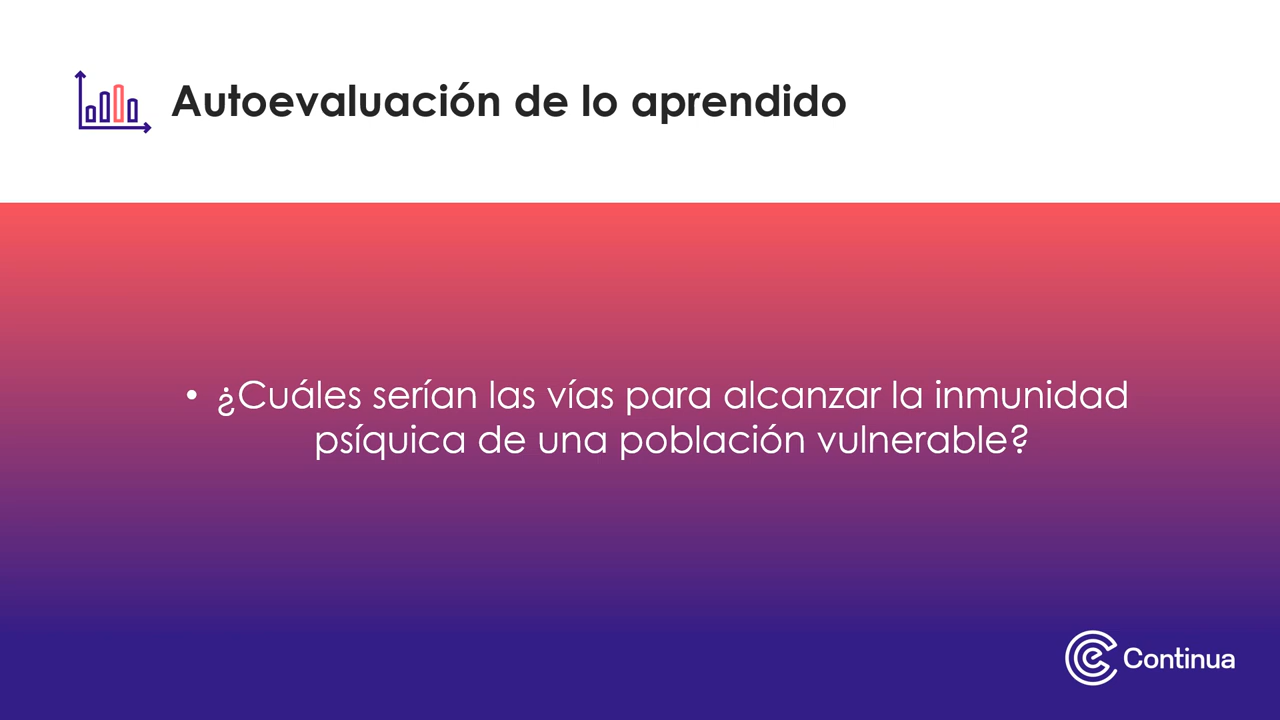 Autoevaluación de lo aprendido
• ¿Cuáles serían las vías para alcanzar la inmunidad
psíquica de una población vulnerable?
Continua